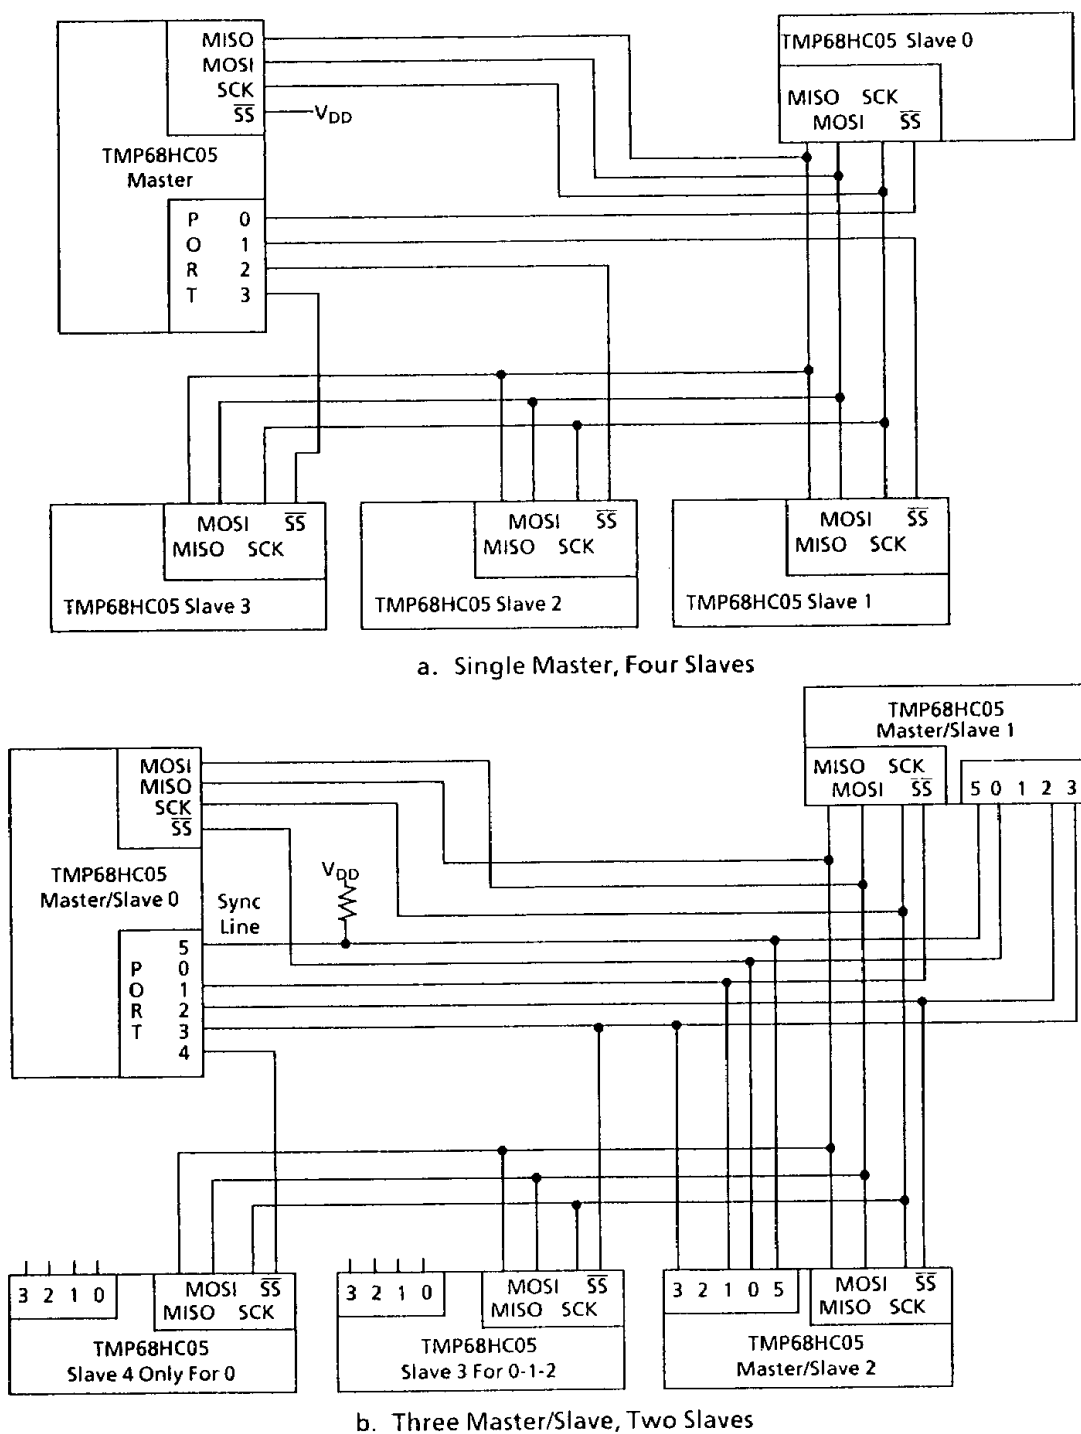 MISO
MOSI
SCK
SS
VDD
TMP68HC05
Master
P 0
O 1
R 2
T 3
TMP68HC05 Slave 0
MISO SCK
MOSI SS
MOSI SS
MISO SCK
TMP68HC05 Slave 3
MOSI SS
MISO SCK
TMP68HC05 Slave 2
MOSI SS
MISO SCK
TMP68HC05 Slave 1
a. Single Master, Four Slaves
MOSI
MISO
SCK
SS
TMP68HC05
Master/Slave 0
Sync
Line
VDD
5
P 0
O 1
R 2
T 3
4
TMP68HC05
Master/Slave 1
MISO SCK
MOSI SS
5 0 1 2 3
3 2 1 0
MOSI SS
MISO SCK
TMP68HC05
Slave 4 Only For 0
3 2 1 0
MOSI SS
MISO SCK
TMP68HC05
Slave 3 For 0-1-2
3 2 1 0 5
MOSI SS
MISO SCK
TMP68HC05
Master/Slave 2
b. Three Master/Slave, Two Slaves